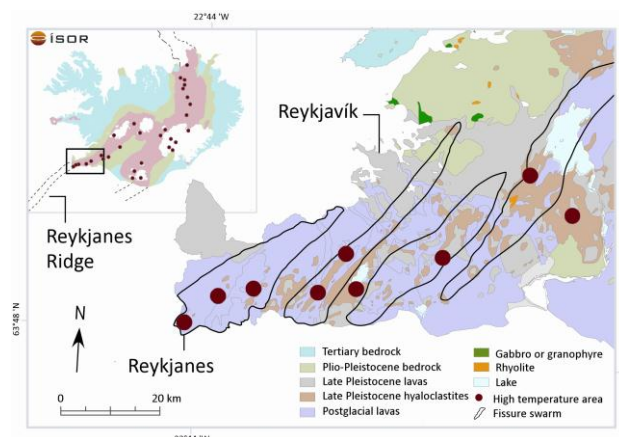 22°44 'W
ísor
Reykjavík
Reykjanes
Ridge
63°48 'N
N
Reykjanes
0
20 km
Tertiary bedrock
Plio-Pleistocene bedrock
Late Pleistocene lavas
Late Pleistocene hyaloclastites
Postglacial lavas
Gabbro or granophyre
Rhyolite
Lake
High temperature area
Fissure swarm